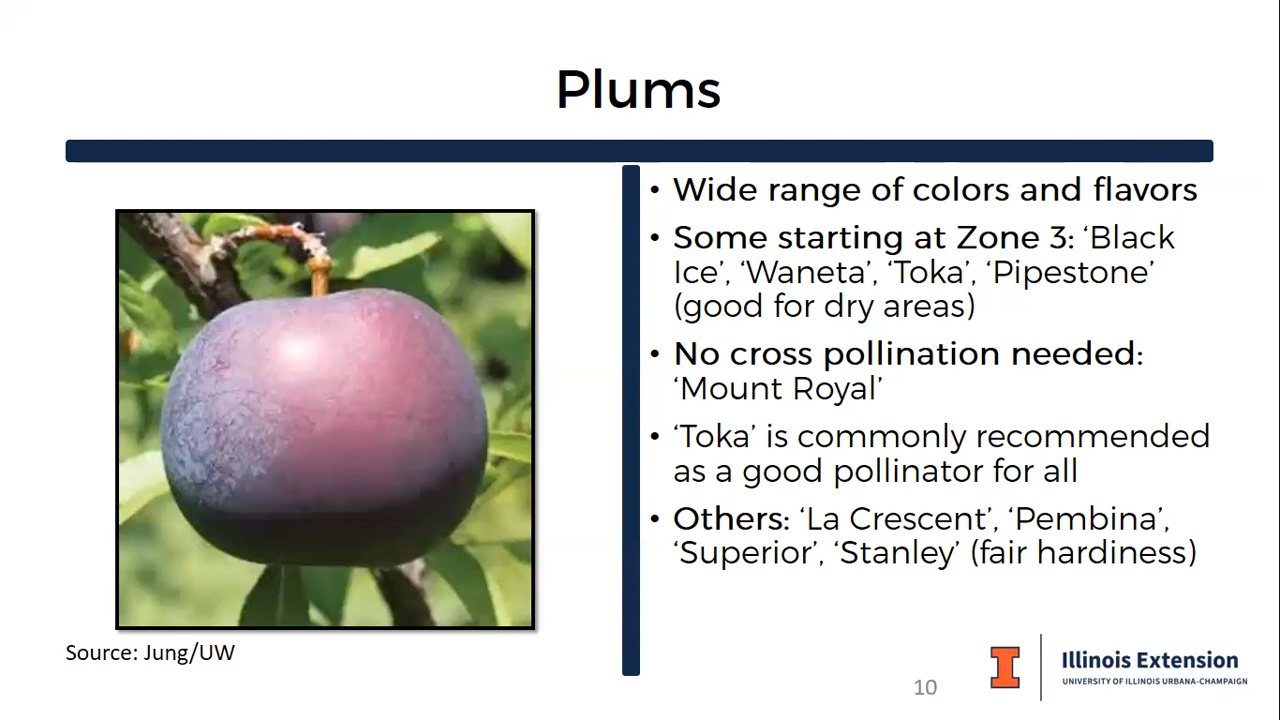 Plums
• Wide range of colors and flavors
• Some starting at Zone 3: ‘Black
Ice’, ‘Waneta’, ‘Toka’, ‘Pipestone’
(good for dry areas)
• No cross pollination needed:
‘Mount Royal’
• ‘Toka’ is commonly recommended
as a good pollinator for all
• Others: ‘La Crescent’, ‘Pembina’,
‘Superior’, ‘Stanley’ (fair hardiness)
Source: Jung/UW
10
I
Illinois Extension
UNIVERSITY OF ILLINOIS URBANA-CHAMPAIGN